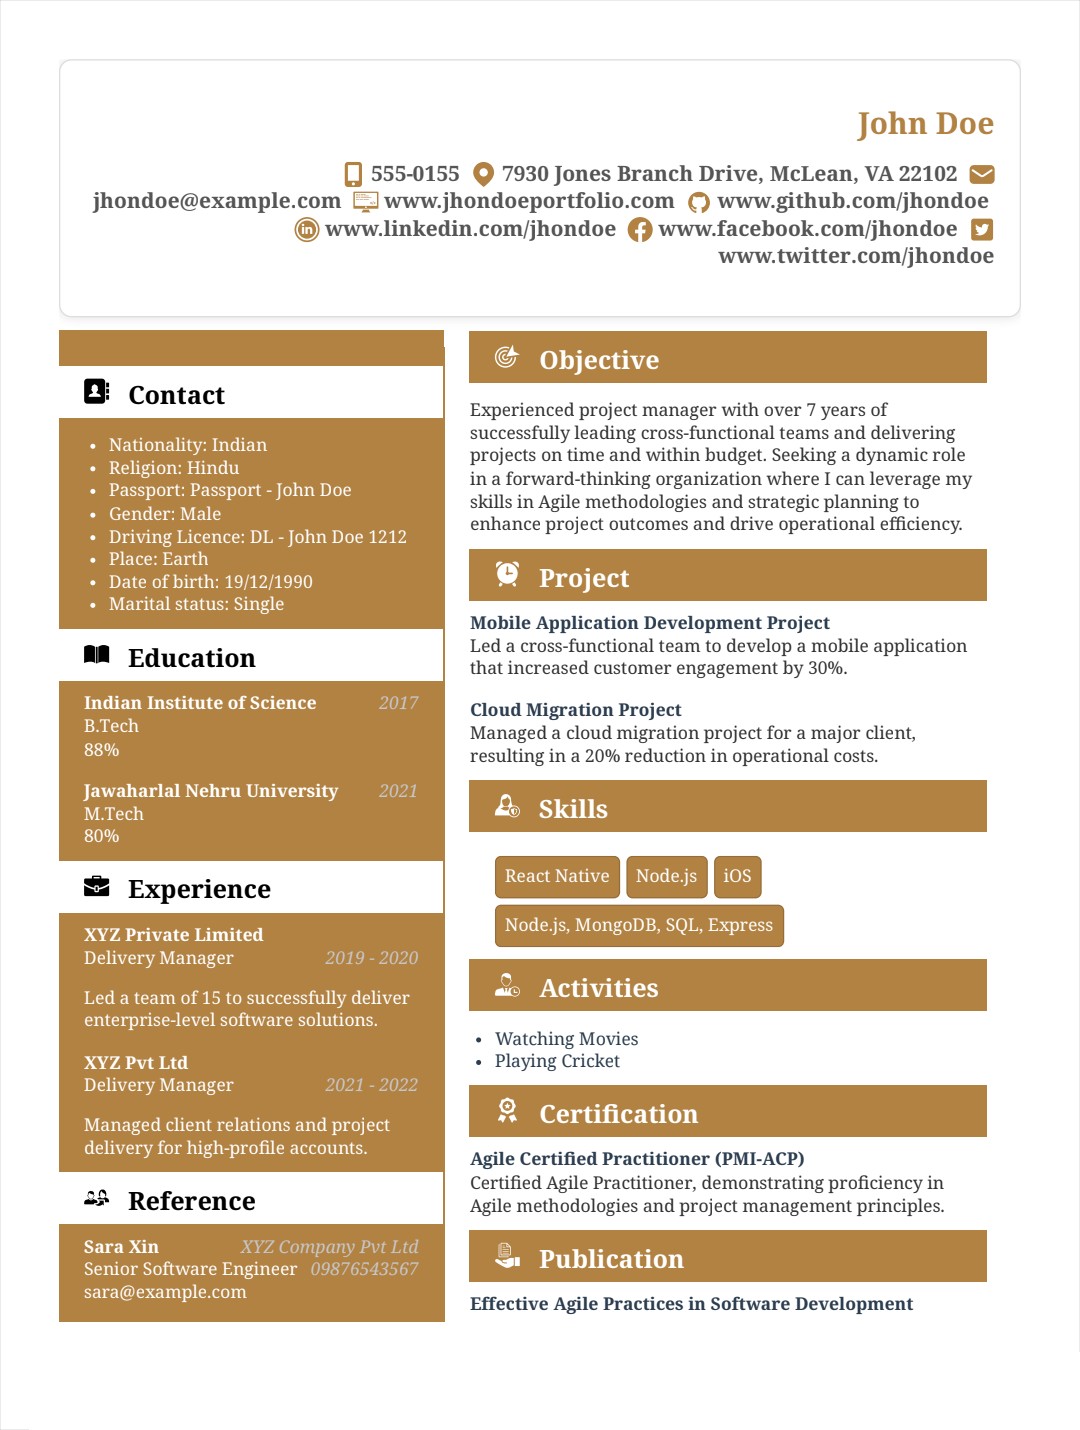 John Doe
555-0155 7930 Jones Branch Drive, McLean, VA 22102
jhondoe@example.com www.jhondoeportfolio.com www.github.com/jhondoe
www.linkedin.com/jhondoe www.facebook.com/jhondoe
www.twitter.com/jhondoe
Contact
• Nationality: Indian
• Religion: Hindu
• Passport: Passport - John Doe
• Gender: Male
• Driving Licence: DL - John Doe 1212
• Place: Earth
• Date of birth: 19/12/1990
• Marital status: Single
Education
Indian Institute of Science 2017
B.Tech
88%
Jawaharlal Nehru University 2021
M.Tech
80%
Experience
XYZ Private Limited
Delivery Manager 2019 - 2020
Led a team of 15 to successfully deliver
enterprise-level software solutions.
XYZ Pvt Ltd
Delivery Manager 2021 - 2022
Managed client relations and project
delivery for high-profile accounts.
Reference
Sara Xin XYZ Company Pvt Ltd
Senior Software Engineer 09876543567
sara@example.com
Objective
Experienced project manager with over 7 years of
successfully leading cross-functional teams and delivering
projects on time and within budget. Seeking a dynamic role
in a forward-thinking organization where I can leverage my
skills in Agile methodologies and strategic planning to
enhance project outcomes and drive operational efficiency.
Project
Mobile Application Development Project
Led a cross-functional team to develop a mobile application
that increased customer engagement by 30%.
Cloud Migration Project
Managed a cloud migration project for a major client,
resulting in a 20% reduction in operational costs.
Skills
React Native Node.js iOS
Node.js, MongoDB, SQL, Express
Activities
• Watching Movies
• Playing Cricket
Certification
Agile Certified Practitioner (PMI-ACP)
Certified Agile Practitioner, demonstrating proficiency in
Agile methodologies and project management principles.
Publication
Effective Agile Practices in Software Development